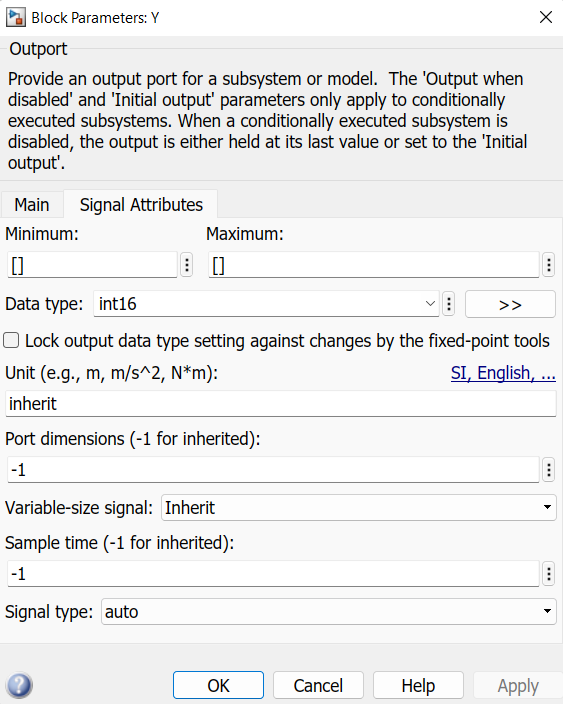 Block Parameters: Y
Outport
Provide an output port for a subsystem or model.  The 'Output when
disabled' and 'Initial output' parameters only apply to conditionally
executed subsystems. When a conditionally executed subsystem is
disabled, the output is either held at its last value or set to the 'Initial
output'.
Main Signal Attributes
Minimum: Maximum:
[] []
Data type: int16 >>
Lock output data type setting against changes by the fixed-point tools
Unit (e.g., m, m/s^2, N*m): SI, English, ...
inherit
Port dimensions (-1 for inherited):
-1
Variable-size signal: Inherit
Sample time (-1 for inherited):
-1
Signal type: auto
? OK Cancel Help Apply